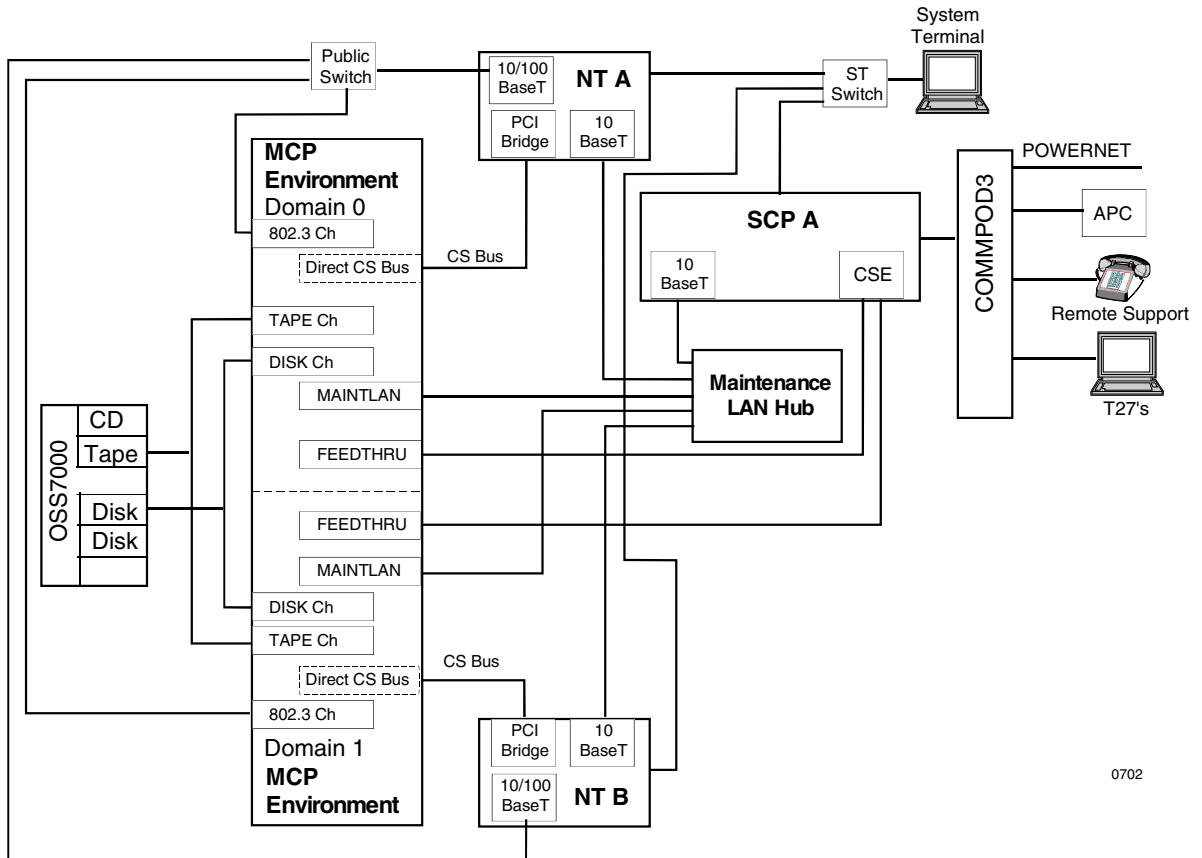 System
Terminal
Public
Switch
10/100
BaseT
NT A
ST
Switch
PCI
Bridge
10
BaseT
MCP
Environment
Domain 0
802.3 Ch
Direct CS Bus
CS Bus
SCP A
10
BaseT
CSE
COMMPOD3
POWERNET
APC
Remote Support
T27's
TAPE Ch
DISK Ch
MAINTLAN
FEEDTHRU
Maintenance
LAN Hub
OSS7000
CD
Tape
Disk
Disk
FEEDTHRU
MAINTLAN
DISK Ch
TAPE Ch
Direct CS Bus
CS Bus
802.3 Ch
Domain 1
MCP
Environment
PCI
Bridge
10
BaseT
10/100
BaseT
NT B
0702